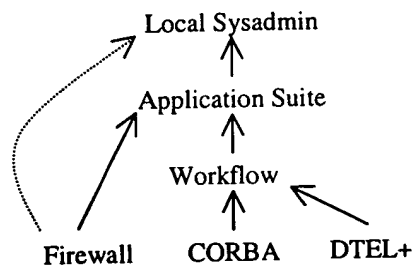 Local Sysadmin
Application Suite
Workflow
Firewall CORBA DTEL+